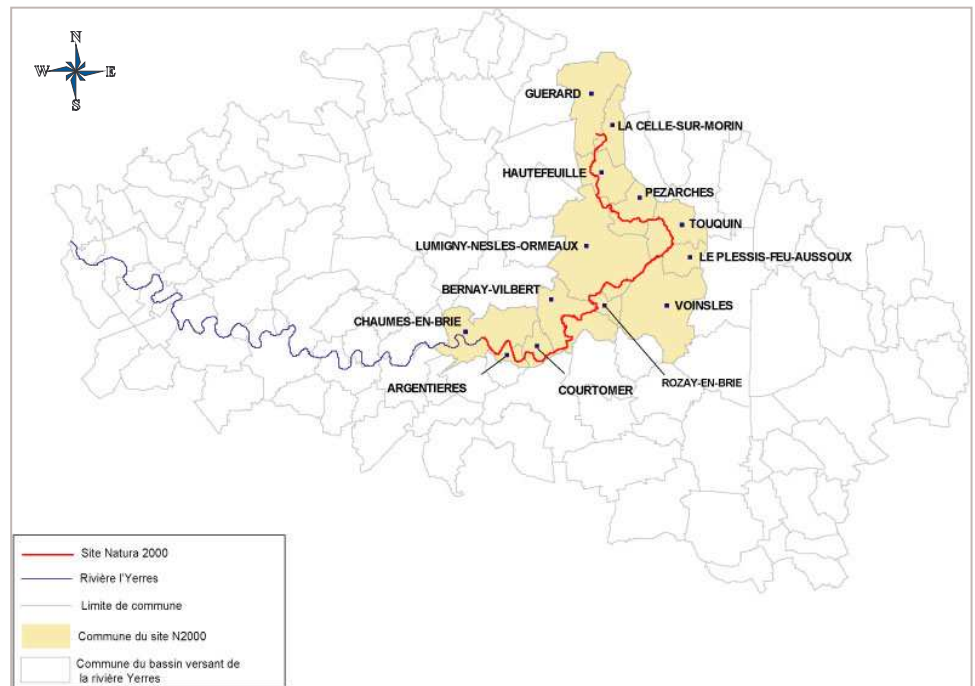 N
W E
S
GUERARD
LA CELLE-SUR-MORIN
HAUTEFEUILLE
PEZARCHES
TOUQUIN
LUMIGNY-NESLES-ORMEAUX
LE PLESSIS-FEU-AUSSOUX
BERNAY-VILBERT
VOINSLES
CHAUMES-EN-BRIE
ROZAY-EN-BRIE
ARGENTIERES
COURTOMER
Site Natura 2000
Rivière l'Yerres
Limite de commune
Commune du site N2000
Commune du bassin versant de
la rivière Yerres